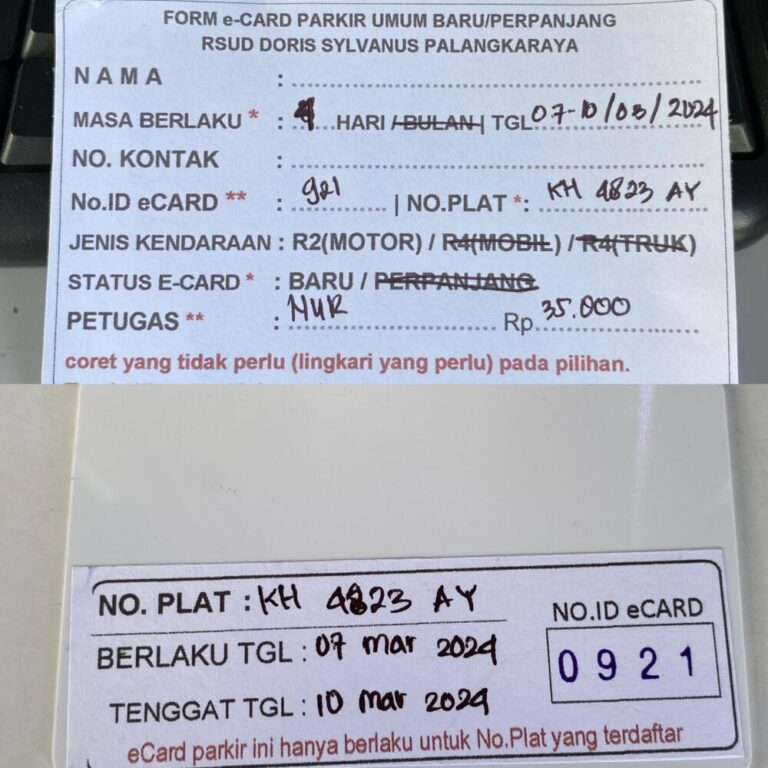 FORM e-CARD PARKIR UMUM BARU/PERPANJANG
RSUD DORIS SYLVANUS PALANGKARAYA
NAMA :
MASA BERLAKU * : 4 HARI / BULAN | TGL 07-10/03/2024
NO. KONTAK :
No.ID eCARD ** : 921 | NO.PLAT *: KH 4823 AY
JENIS KENDARAAN : R2(MOTOR) / R4(MOBIL) / R4(TRUK)
STATUS E-CARD * : BARU / PERPANJANG
PETUGAS ** : NUR Rp. 35.000
coret yang tidak perlu (lingkari yang perlu) pada pilihan.
NO. PLAT : KH 4823 AY
NO.ID eCARD
BERLAKU TGL : 07 mar 2024
0921
TENGGAT TGL : 10 mar 2024
eCard parkir ini hanya berlaku untuk No.Plat yang terdaftar